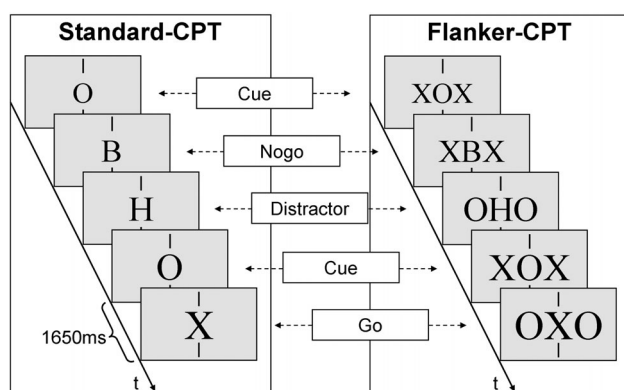 Standard-CPT
Flanker-CPT
O
Cue
XOX
B
Nogo
XBX
H
Distractor
OHO
O
Cue
XOX
X
Go
OXO
1650ms
t
t